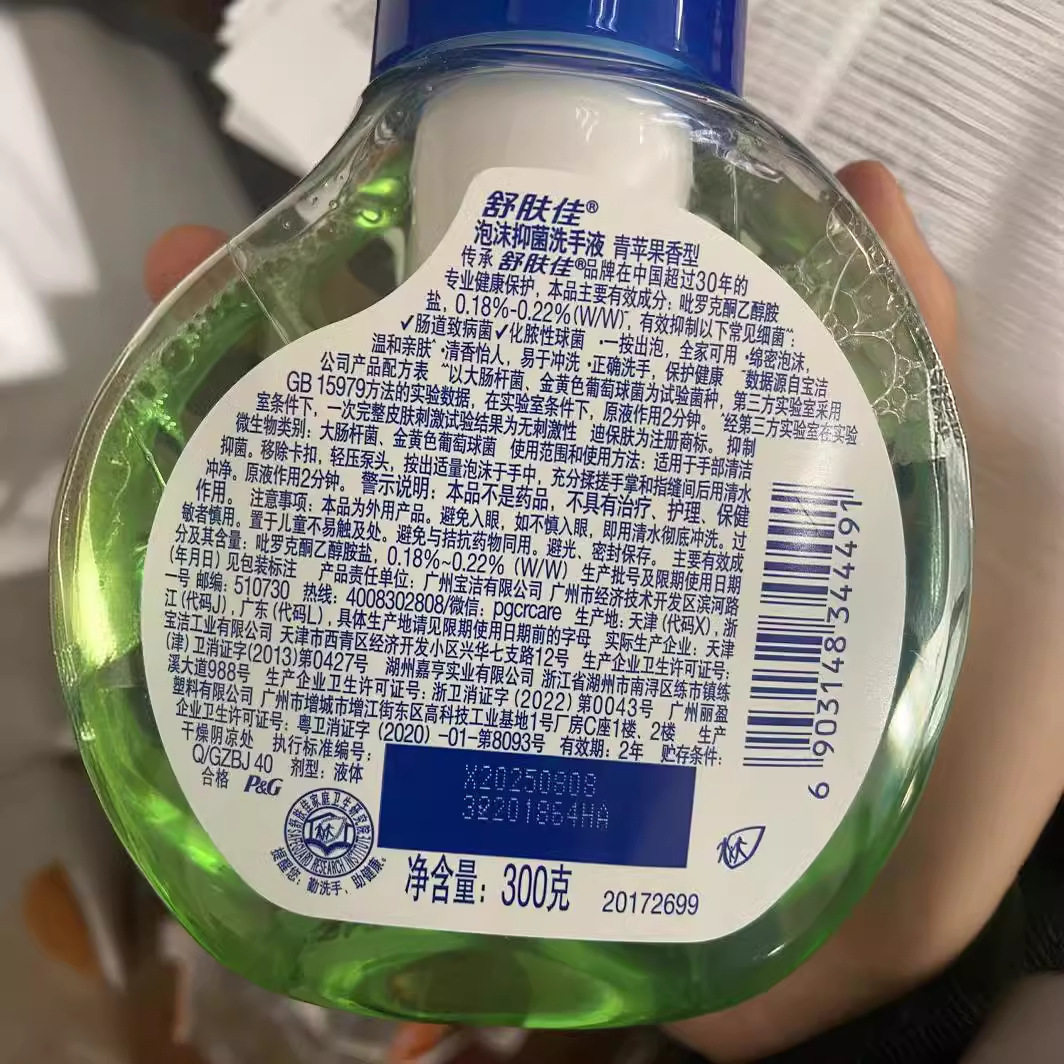 舒肤佳®
泡沫抑菌洗手液 青苹果香型
传承 舒肤佳®品牌在中国超过30年的
专业健康保护，本品主要有效成分：吡罗克酮乙醇胺
盐，0.18%-0.22%(W/W)，有效抑制以下常见细菌**：
✓肠道致病菌✓化脓性球菌 ·一按出泡，全家可用·绵密泡沫，
温和亲肤^·清香怡人，易于冲洗·正确洗手，保护健康 *数据源自宝洁
公司产品配方表 **以大肠杆菌、金黄色葡萄球菌为试验菌种，第三方实验室采用
GB 15979方法的实验数据，在实验室条件下，原液作用2分钟。^经第三方实验室在实验
室条件下，一次完整皮肤刺激试验结果为无刺激性 迪保肤为注册商标。抑制
微生物类别：大肠杆菌、金黄色葡萄球菌 使用范围和使用方法：适用于手部清洁
抑菌。移除卡扣，轻压泵头，按出适量泡沫于手中，充分揉搓手掌和指缝间后用清水
冲净。原液作用2分钟。 警示说明：本品不是药品，不具有治疗、护理、保健
作用。 注意事项：本品为外用产品。避免入眼，如不慎入眼，即用清水彻底冲洗。过
敏者慎用。置于儿童不易触及处。避免与拮抗药物同用。避光、密封保存。 主要有效成
分及其含量：吡罗克酮乙醇胺盐，0.18%~0.22% (W/W) 生产批号及限期使用日期
(年月日) 见包装标注 产品责任单位：广州宝洁有限公司 广州市经济技术开发区滨河路
一号 邮编：510730 热线：4008302808/微信：pgcrcare 生产地：天津 (代码X)，浙
江 (代码J)，广东 (代码L)，具体生产地请见限期使用日期前的字母 实际生产企业：天津
宝洁工业有限公司 天津市西青区经济开发小区兴华七支路12号 生产企业卫生许可证号：
(津) 卫消证字(2013)第0427号 湖州嘉亨实业有限公司 浙江省湖州市南浔区练市镇练
溪大道988号 生产企业卫生许可证号：浙卫消证字 (2022) 第0043号 广州丽盈
塑料有限公司 广州市增城市增江街东区高科技工业基地1号厂房C座1楼、2楼 生产
企业卫生许可证号：粤卫消证字 (2020) -01-第8093号 有效期：2年 贮存条件：
干燥阴凉处 执行标准编号：
Q/GZBJ 40 剂型：液体
合格 P&G
X20250808
32201864HA
舒肤佳家庭卫生研究院
SAFEGUARD RESEARCH INSTITUTE
提醒您：勤洗手、助健康。
净含量：300克
20172699
6 903148 344491